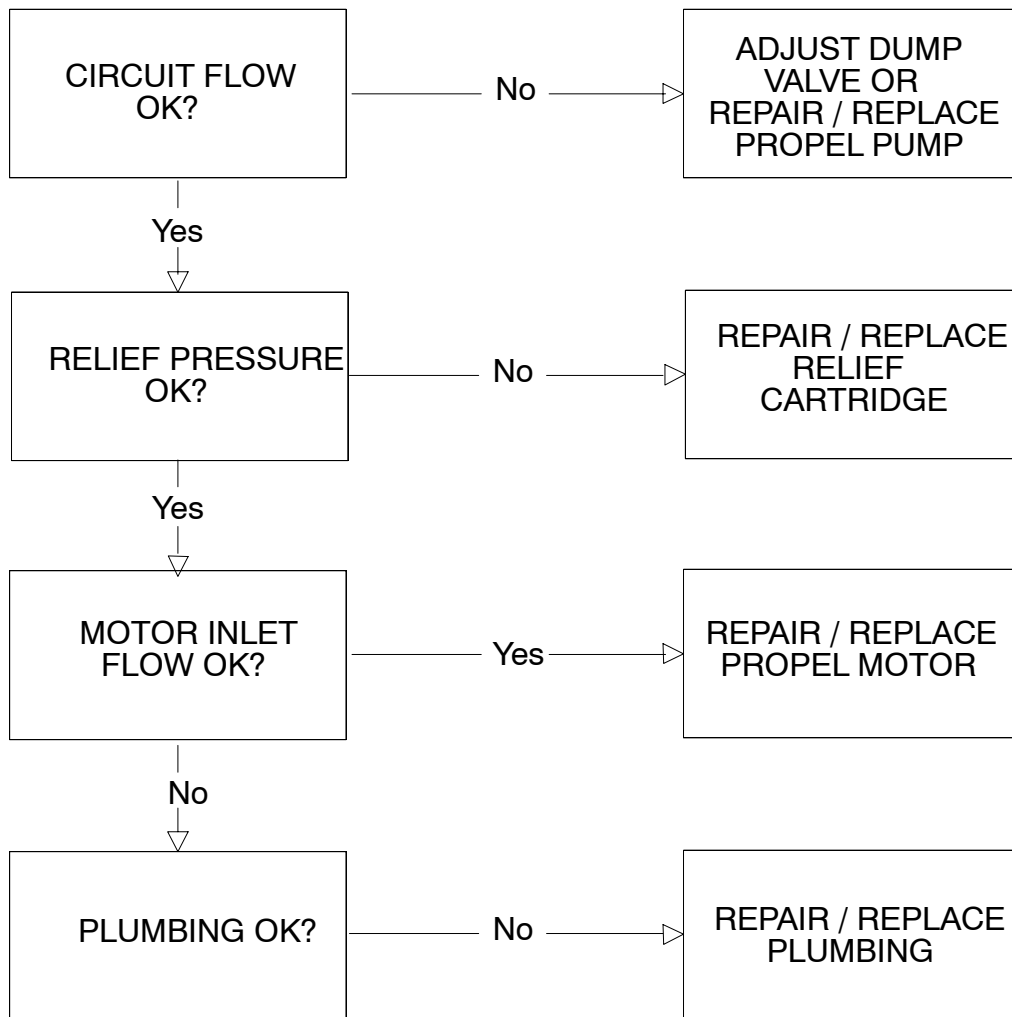 CIRCUIT FLOW
OK?
No
ADJUST DUMP
VALVE OR
REPAIR / REPLACE
PROPEL PUMP
Yes
RELIEF PRESSURE
OK?
No
REPAIR / REPLACE
RELIEF
CARTRIDGE
Yes
MOTOR INLET
FLOW OK?
Yes
REPAIR / REPLACE
PROPEL MOTOR
No
PLUMBING OK?
No
REPAIR / REPLACE
PLUMBING